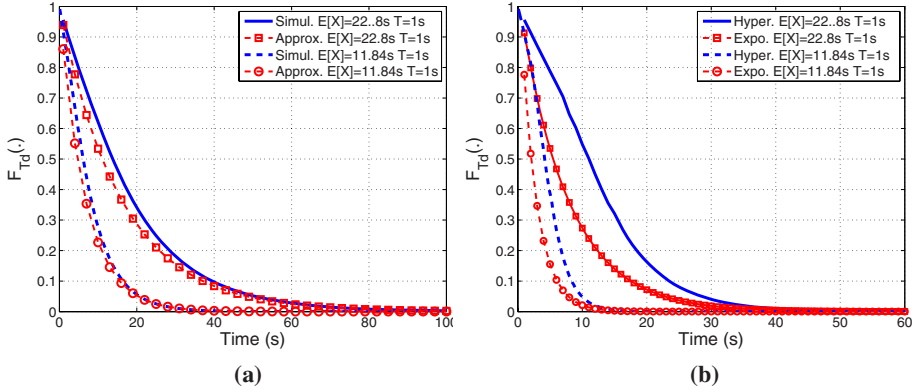 Simul. E[X]=22..8s T=1s
Approx. E[X]=22.8s T=1s
Simul. E[X]=11.84s T=1s
Approx. E[X]=11.84s T=1s
1
0.9
0.8
0.7
0.6
0.5
0.4
0.3
0.2
0.1
0
F_Td(.)
0 20 40 60 80 100
Time (s)
(a)
Hyper. E[X]=22..8s T=1s
Expo. E[X]=22.8s T=1s
Hyper. E[X]=11.84s T=1s
Expo. E[X]=11.84s T=1s
1
0.9
0.8
0.7
0.6
0.5
0.4
0.3
0.2
0.1
0
F_Td(.)
0 10 20 30 40 50 60
Time (s)
(b)